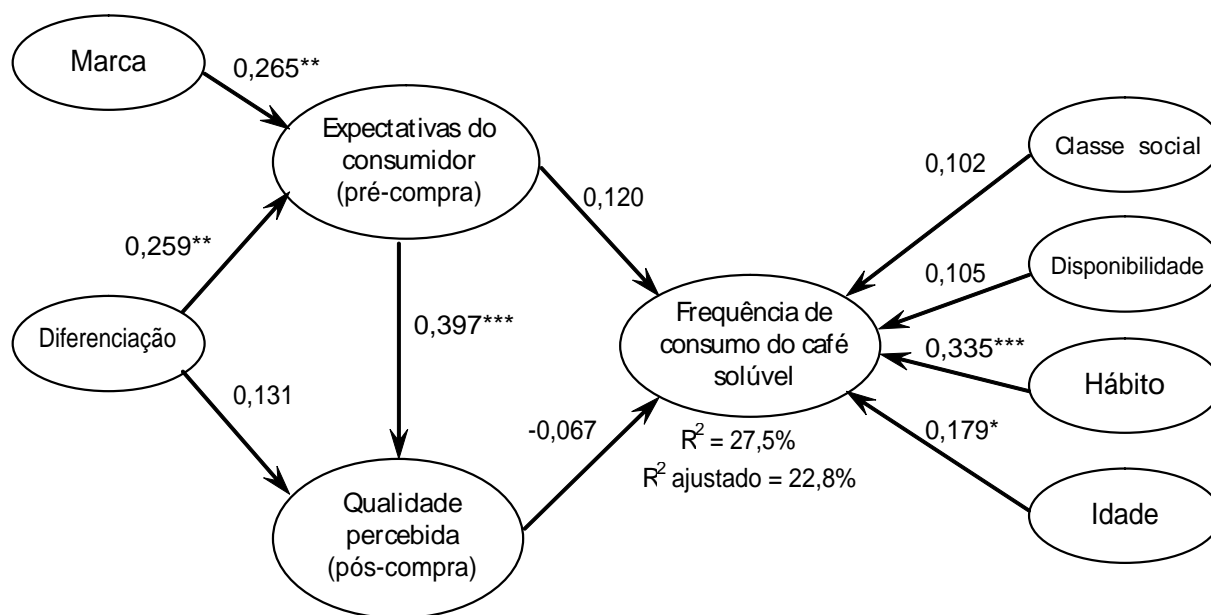 Marca
0,265**
Expectativas do
consumidor
(pré-compra)
Classe social
0,102
0,120
0,259**
Disponibilidade
0,105
Diferenciação
0,397***
Frequência de
consumo do café
solúvel
0,335***
Hábito
0,131
-0,067
R² = 27,5%
R² ajustado = 22,8%
0,179*
Qualidade
percebida
(pós-compra)
Idade